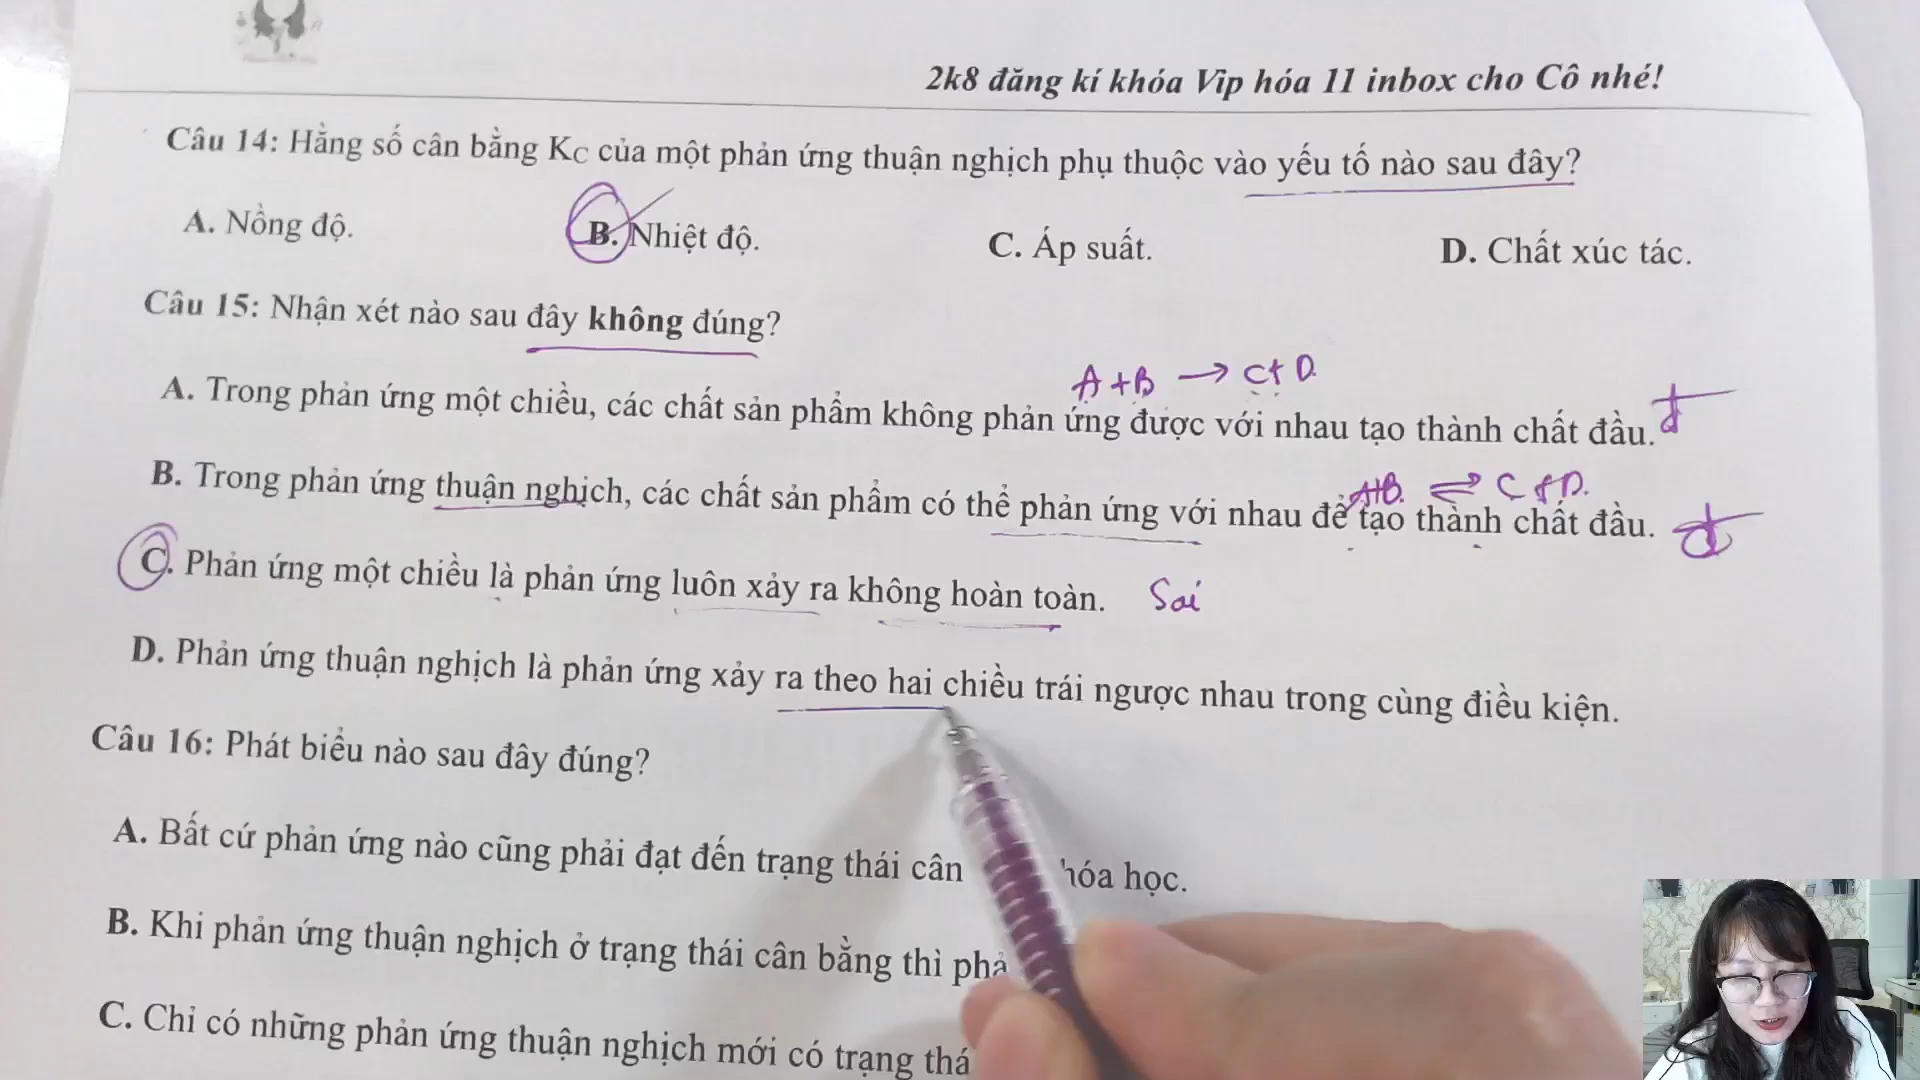 2k8 đăng kí khóa Vip hóa 11 inbox cho Cô nhé!
Câu 14: Hằng số cân bằng KC của một phản ứng thuận nghịch phụ thuộc vào yếu tố nào sau đây?
A. Nồng độ. B. Nhiệt độ. C. Áp suất. D. Chất xúc tác.
Câu 15: Nhận xét nào sau đây không đúng?
A+B → C+D.
A. Trong phản ứng một chiều, các chất sản phẩm không phản ứng được với nhau tạo thành chất đầu. đ
A+B. ⇌ C+D.
B. Trong phản ứng thuận nghịch, các chất sản phẩm có thể phản ứng với nhau để tạo thành chất đầu. đ
C. Phản ứng một chiều là phản ứng luôn xảy ra không hoàn toàn. Sai
D. Phản ứng thuận nghịch là phản ứng xảy ra theo hai chiều trái ngược nhau trong cùng điều kiện.
Câu 16: Phát biểu nào sau đây đúng?
A. Bất cứ phản ứng nào cũng phải đạt đến trạng thái cân hóa học.
B. Khi phản ứng thuận nghịch ở trạng thái cân bằng thì phả
C. Chỉ có những phản ứng thuận nghịch mới có trạng thá